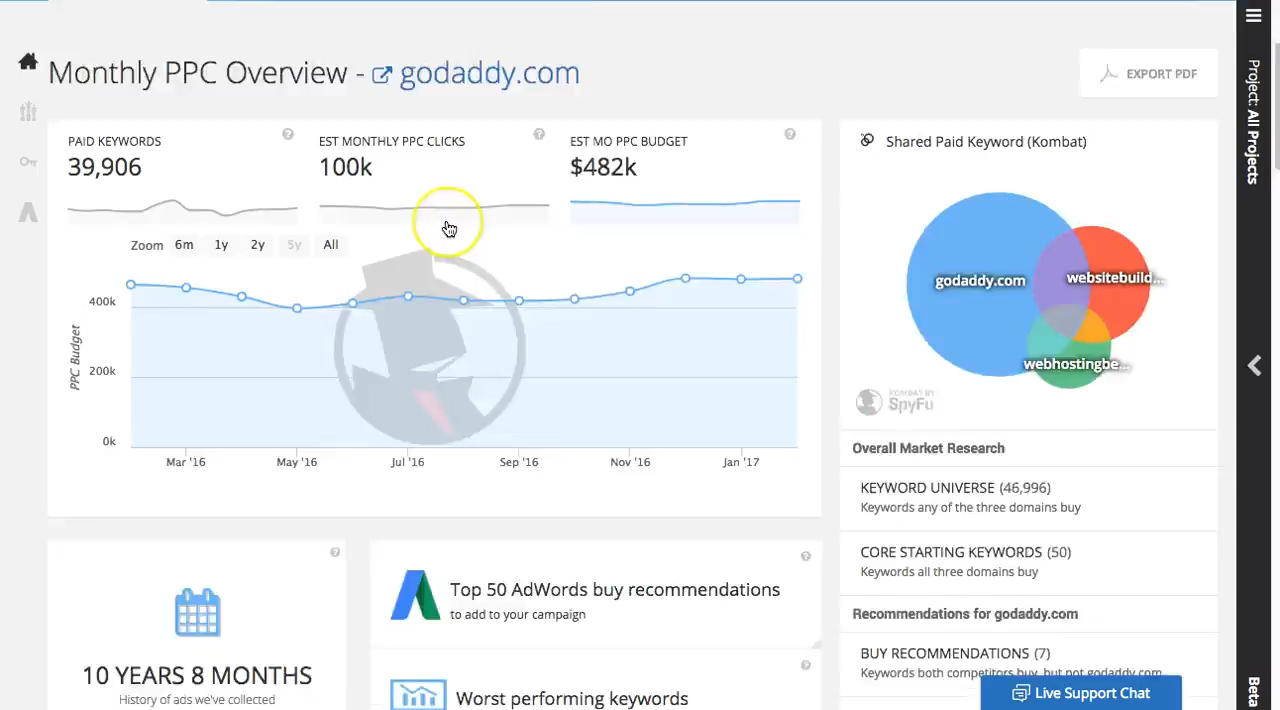 Monthly PPC Overview - godaddy.com
EXPORT PDF
PAID KEYWORDS
39,906
EST MONTHLY PPC CLICKS
100k
EST MO PPC BUDGET
$482k
Zoom 6m 1y 2y 5y All
PPC Budget
400k
200k
0k
Mar '16 May '16 Jul '16 Sep '16 Nov '16 Jan '17
Shared Paid Keyword (Kombat)
godaddy.com
websitebuild...
webhostingbe...
KOMBAT BY
SpyFu
Overall Market Research
KEYWORD UNIVERSE (46,996)
Keywords any of the three domains buy
CORE STARTING KEYWORDS (50)
Keywords all three domains buy
Recommendations for godaddy.com
BUY RECOMMENDATIONS (7)
Keywords both competitors buy, but not godaddy.com
10 YEARS 8 MONTHS
History of ads we've collected
Top 50 AdWords buy recommendations
to add to your campaign
Worst performing keywords
Live Support Chat
Project: All Projects
Beta